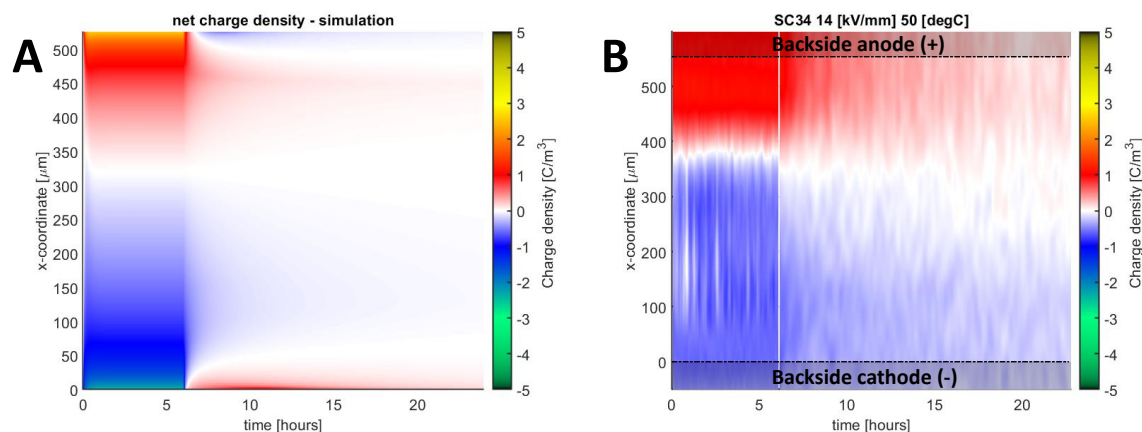 A
net charge density - simulation
x-coordinate [μm]
500
450
400
350
300
250
200
150
100
50
0
0 5 10 15 20
time [hours]
5
4
3
2
1
0
-1
-2
-3
-4
-5
Charge density [C/m³]
B
SC34 14 [kV/mm] 50 [degC]
Backside anode (+)
x-coordinate [μm]
500
400
300
200
100
0
Backside cathode (-)
0 5 10 15 20
time [hours]
5
4
3
2
1
0
-1
-2
-3
-4
-5
Charge density [C/m³]